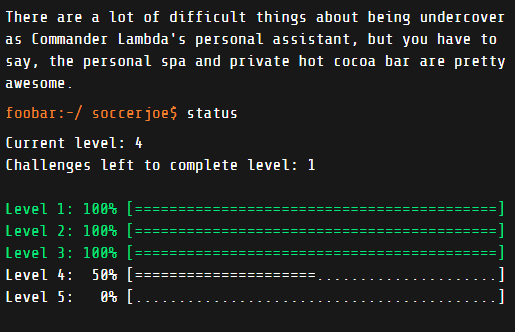 There are a lot of difficult things about being undercover
as Commander Lambda's personal assistant, but you have to
say, the personal spa and private hot cocoa bar are pretty
awesome.
foobar:~/ soccerjoe$ status
Current level: 4
Challenges left to complete level: 1
Level 1: 100% [==========================================]
Level 2: 100% [==========================================]
Level 3: 100% [==========================================]
Level 4:  50% [=====================.....................]
Level 5:   0% [..........................................]